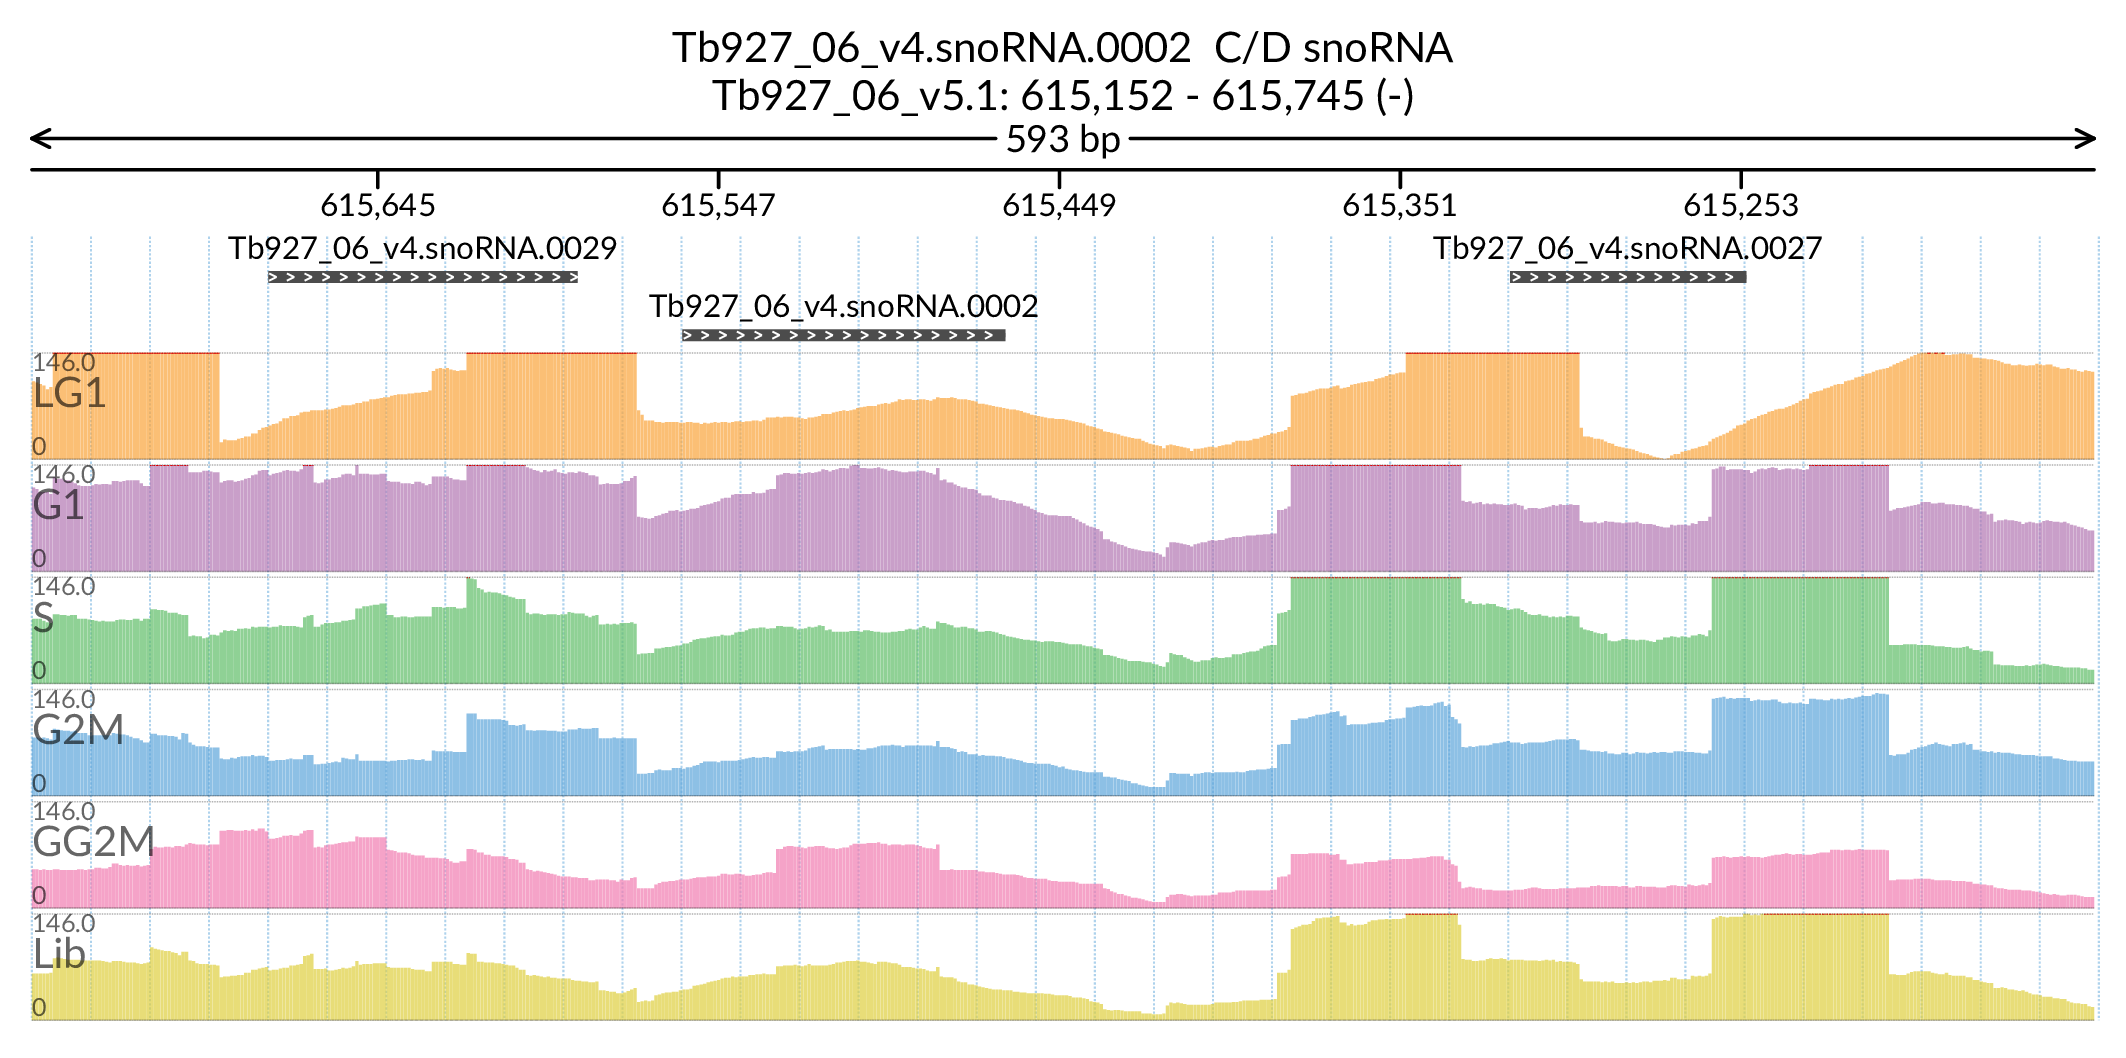 Tb927_06_v4.snoRNA.0002  C/D snoRNA
Tb927_06_v5.1: 615,152 - 615,745 (-)
593 bp
615,645 615,547 615,449 615,351 615,253
Tb927_06_v4.snoRNA.0029 Tb927_06_v4.snoRNA.0027
Tb927_06_v4.snoRNA.0002
146.0
LG1
0
146.0
G1
0
146.0
S
0
146.0
G2M
0
146.0
GG2M
0
146.0
Lib
0